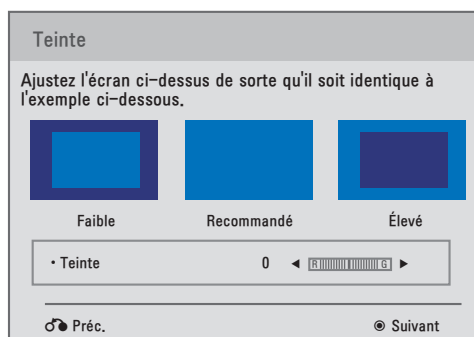 Teinte
Ajustez l'écran ci-dessus de sorte qu'il soit identique à
l'exemple ci-dessous.
Faible Recommandé Élevé
• Teinte 0 ◄ R G ►
Préc. ◉ Suivant